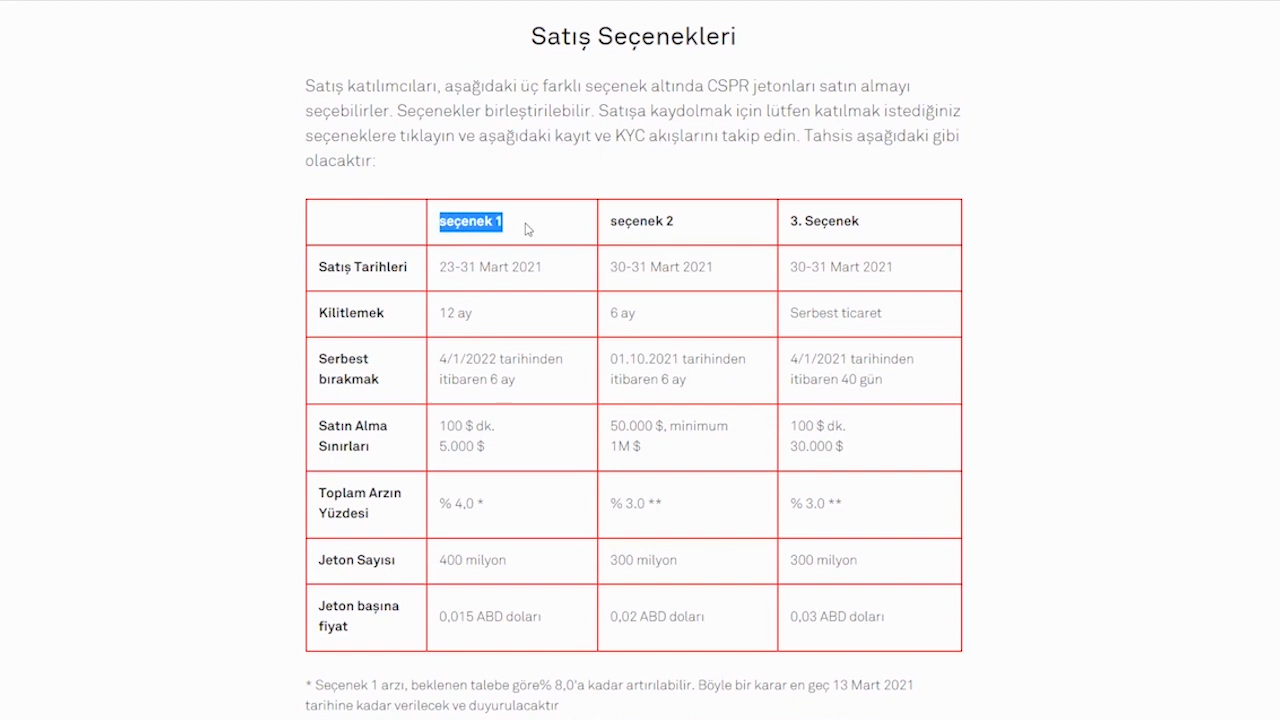 Satış Seçenekleri
Satış katılımcıları, aşağıdaki üç farklı seçenek altında CSPR jetonları satın almayı
seçebilirler. Seçenekler birleştirilebilir. Satışa kaydolmak için lütfen katılmak istediğiniz
seçeneklere tıklayın ve aşağıdaki kayıt ve KYC akışlarını takip edin. Tahsis aşağıdaki gibi
olacaktır:
seçenek 1 seçenek 2 3. Seçenek
Satış Tarihleri 23-31 Mart 2021 30-31 Mart 2021 30-31 Mart 2021
Kilitlemek 12 ay 6 ay Serbest ticaret
Serbest 4/1/2022 tarihinden 01.10.2021 tarihinden 4/1/2021 tarihinden
bırakmak itibaren 6 ay itibaren 6 ay itibaren 40 gün
Satın Alma 100 $ dk. 50.000 $, minimum 100 $ dk.
Sınırları 5.000 $ 1M $ 30.000 $
Toplam Arzın
Yüzdesi % 4,0 * % 3.0 ** % 3.0 **
Jeton Sayısı 400 milyon 300 milyon 300 milyon
Jeton başına
fiyat 0,015 ABD doları 0,02 ABD doları 0,03 ABD doları
* Seçenek 1 arzı, beklenen talebe göre% 8,0'a kadar artırılabilir. Böyle bir karar en geç 13 Mart 2021
tarihine kadar verilecek ve duyurulacaktır